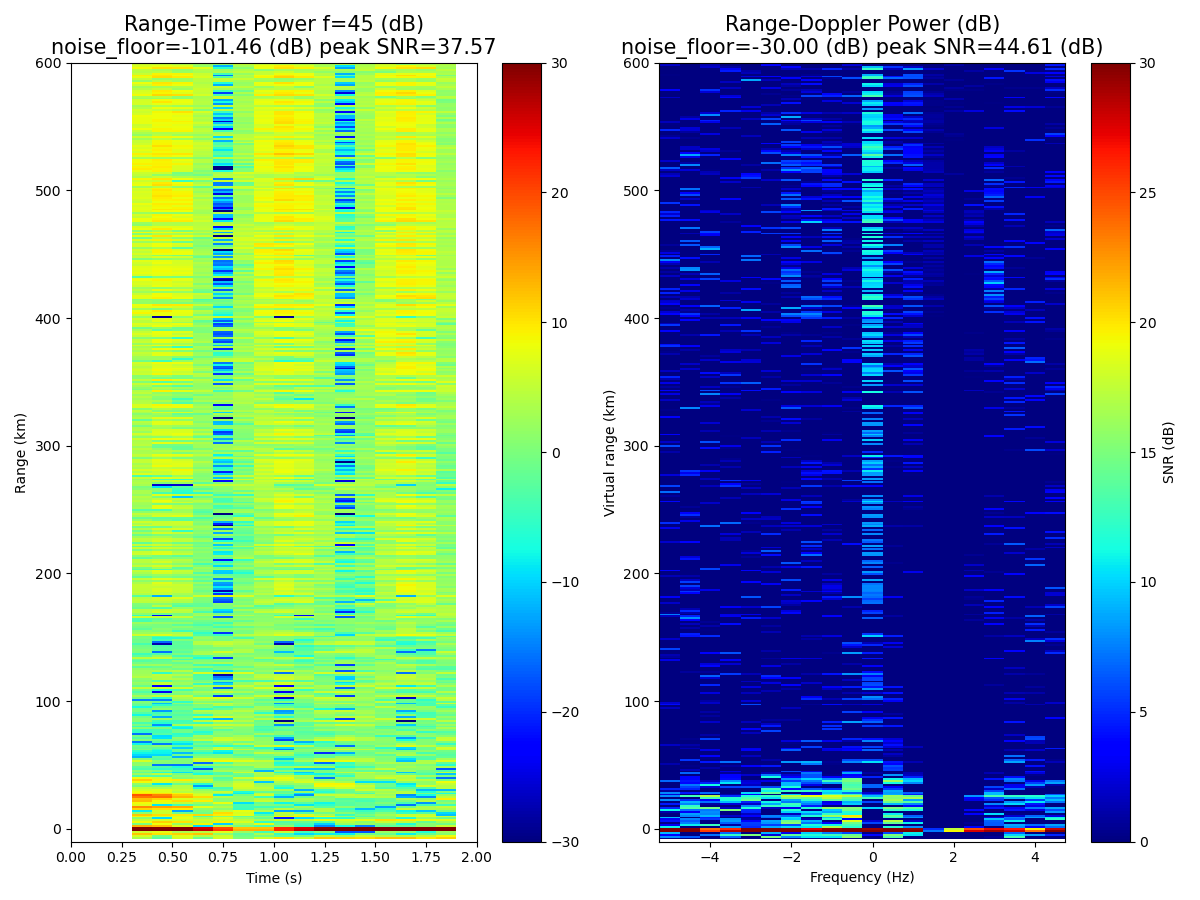 Range-Time Power f=45 (dB)
noise_floor=-101.46 (dB) peak SNR=37.57
Range-Doppler Power (dB)
noise_floor=-30.00 (dB) peak SNR=44.61 (dB)
600
500
400
300
200
100
0
Range (km)
0.00 0.25 0.50 0.75 1.00 1.25 1.50 1.75 2.00
Time (s)
30
20
10
0
−10
−20
−30
600
500
400
300
200
100
0
Virtual range (km)
−4 −2 0 2 4
Frequency (Hz)
30
25
20
15
10
5
0
SNR (dB)